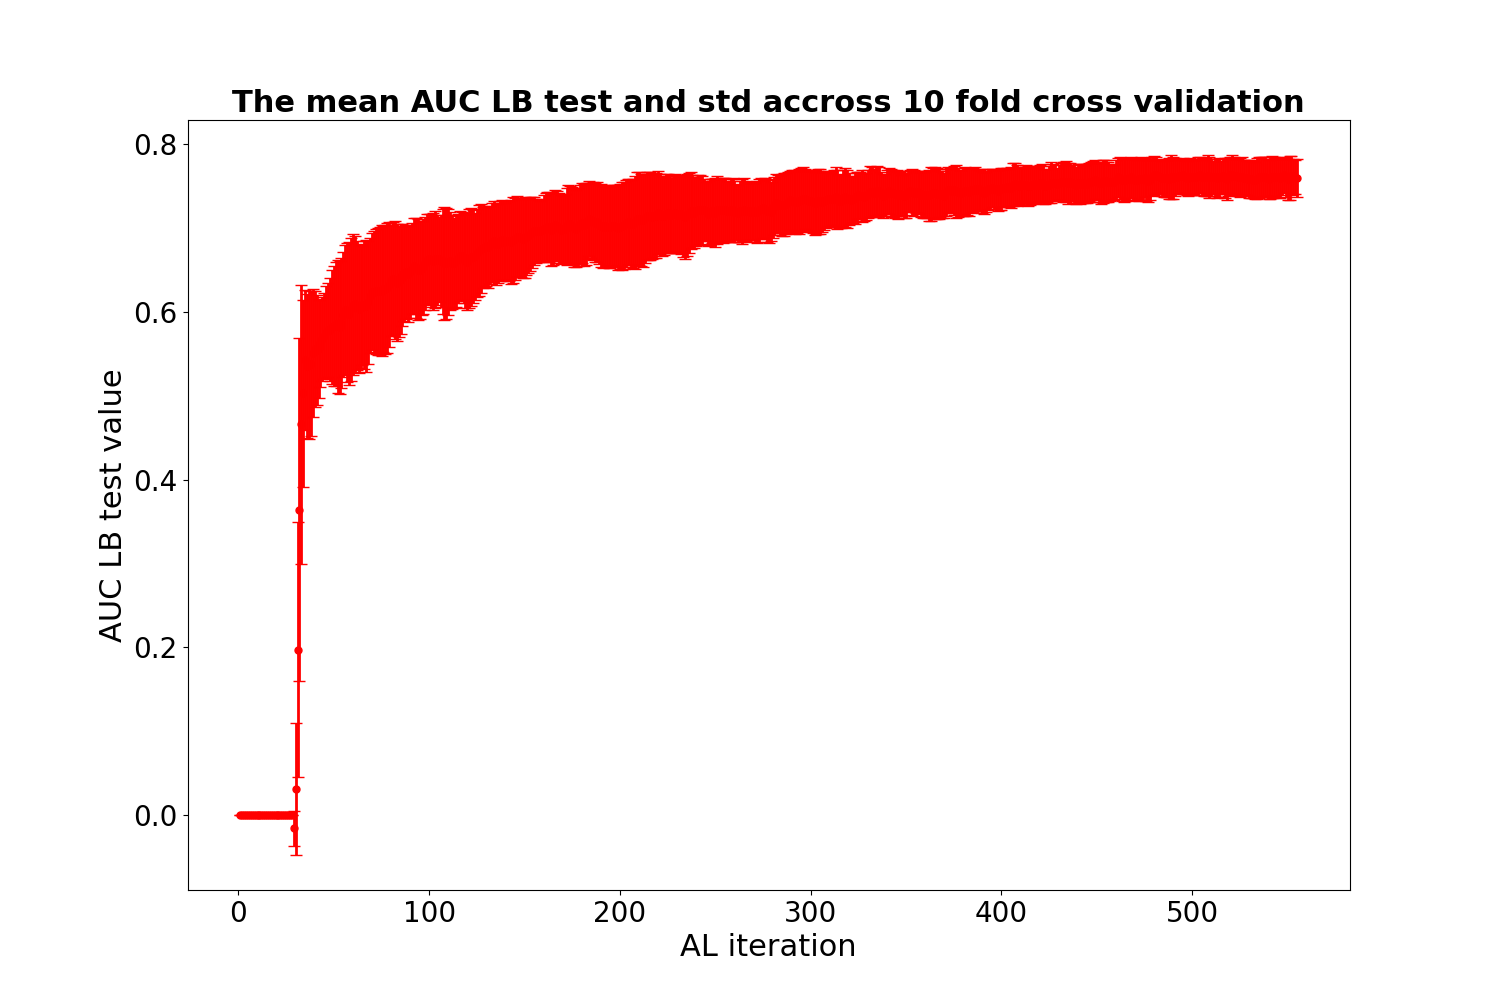 The mean AUC LB test and std accross 10 fold cross validation
0.8
0.6
0.4
0.2
0.0
AUC LB test value
0 100 200 300 400 500
AL iteration